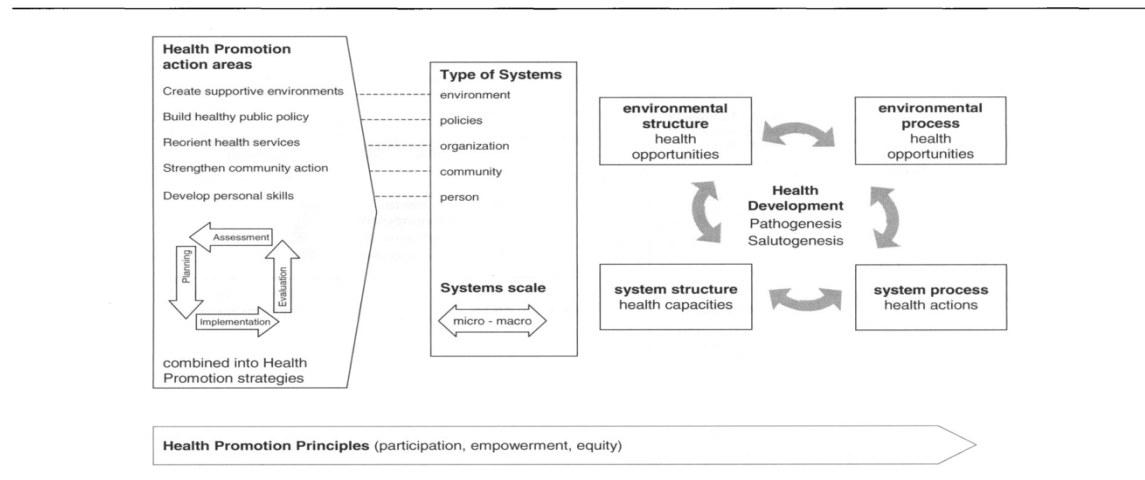 Health Promotion
action areas
Create supportive environments
Build healthy public policy
Reorient health services
Strengthen community action
Develop personal skills
Assessment
Planning
Evaluation
Implementation
combined into Health
Promotion strategies
Type of Systems
environment
policies
organization
community
person
Systems scale
micro - macro
environmental
structure
health
opportunities
environmental
process
health
opportunities
Health
Development
Pathogenesis
Salutogenesis
system structure
health capacities
system process
health actions
Health Promotion Principles (participation, empowerment, equity)